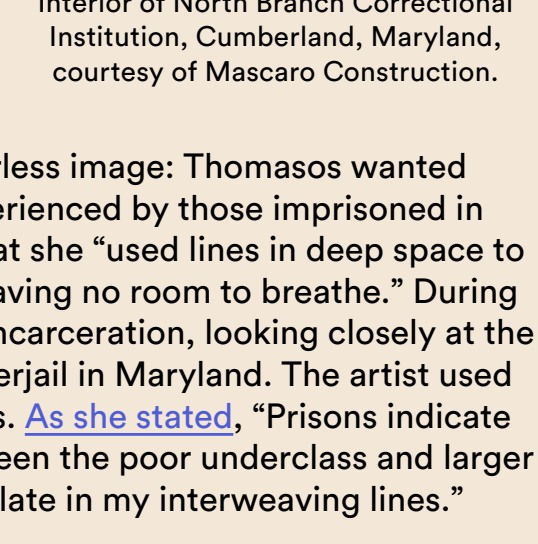 Interior of North Branch Correctional
Institution, Cumberland, Maryland,
courtesy of Mascaro Construction.
less image: Thomasos wanted
erienced by those imprisoned in
at she “used lines in deep space to
aving no room to breathe.” During
ncarceration, looking closely at the
erjail in Maryland. The artist used
s. As she stated, “Prisons indicate
een the poor underclass and larger
late in my interweaving lines.”